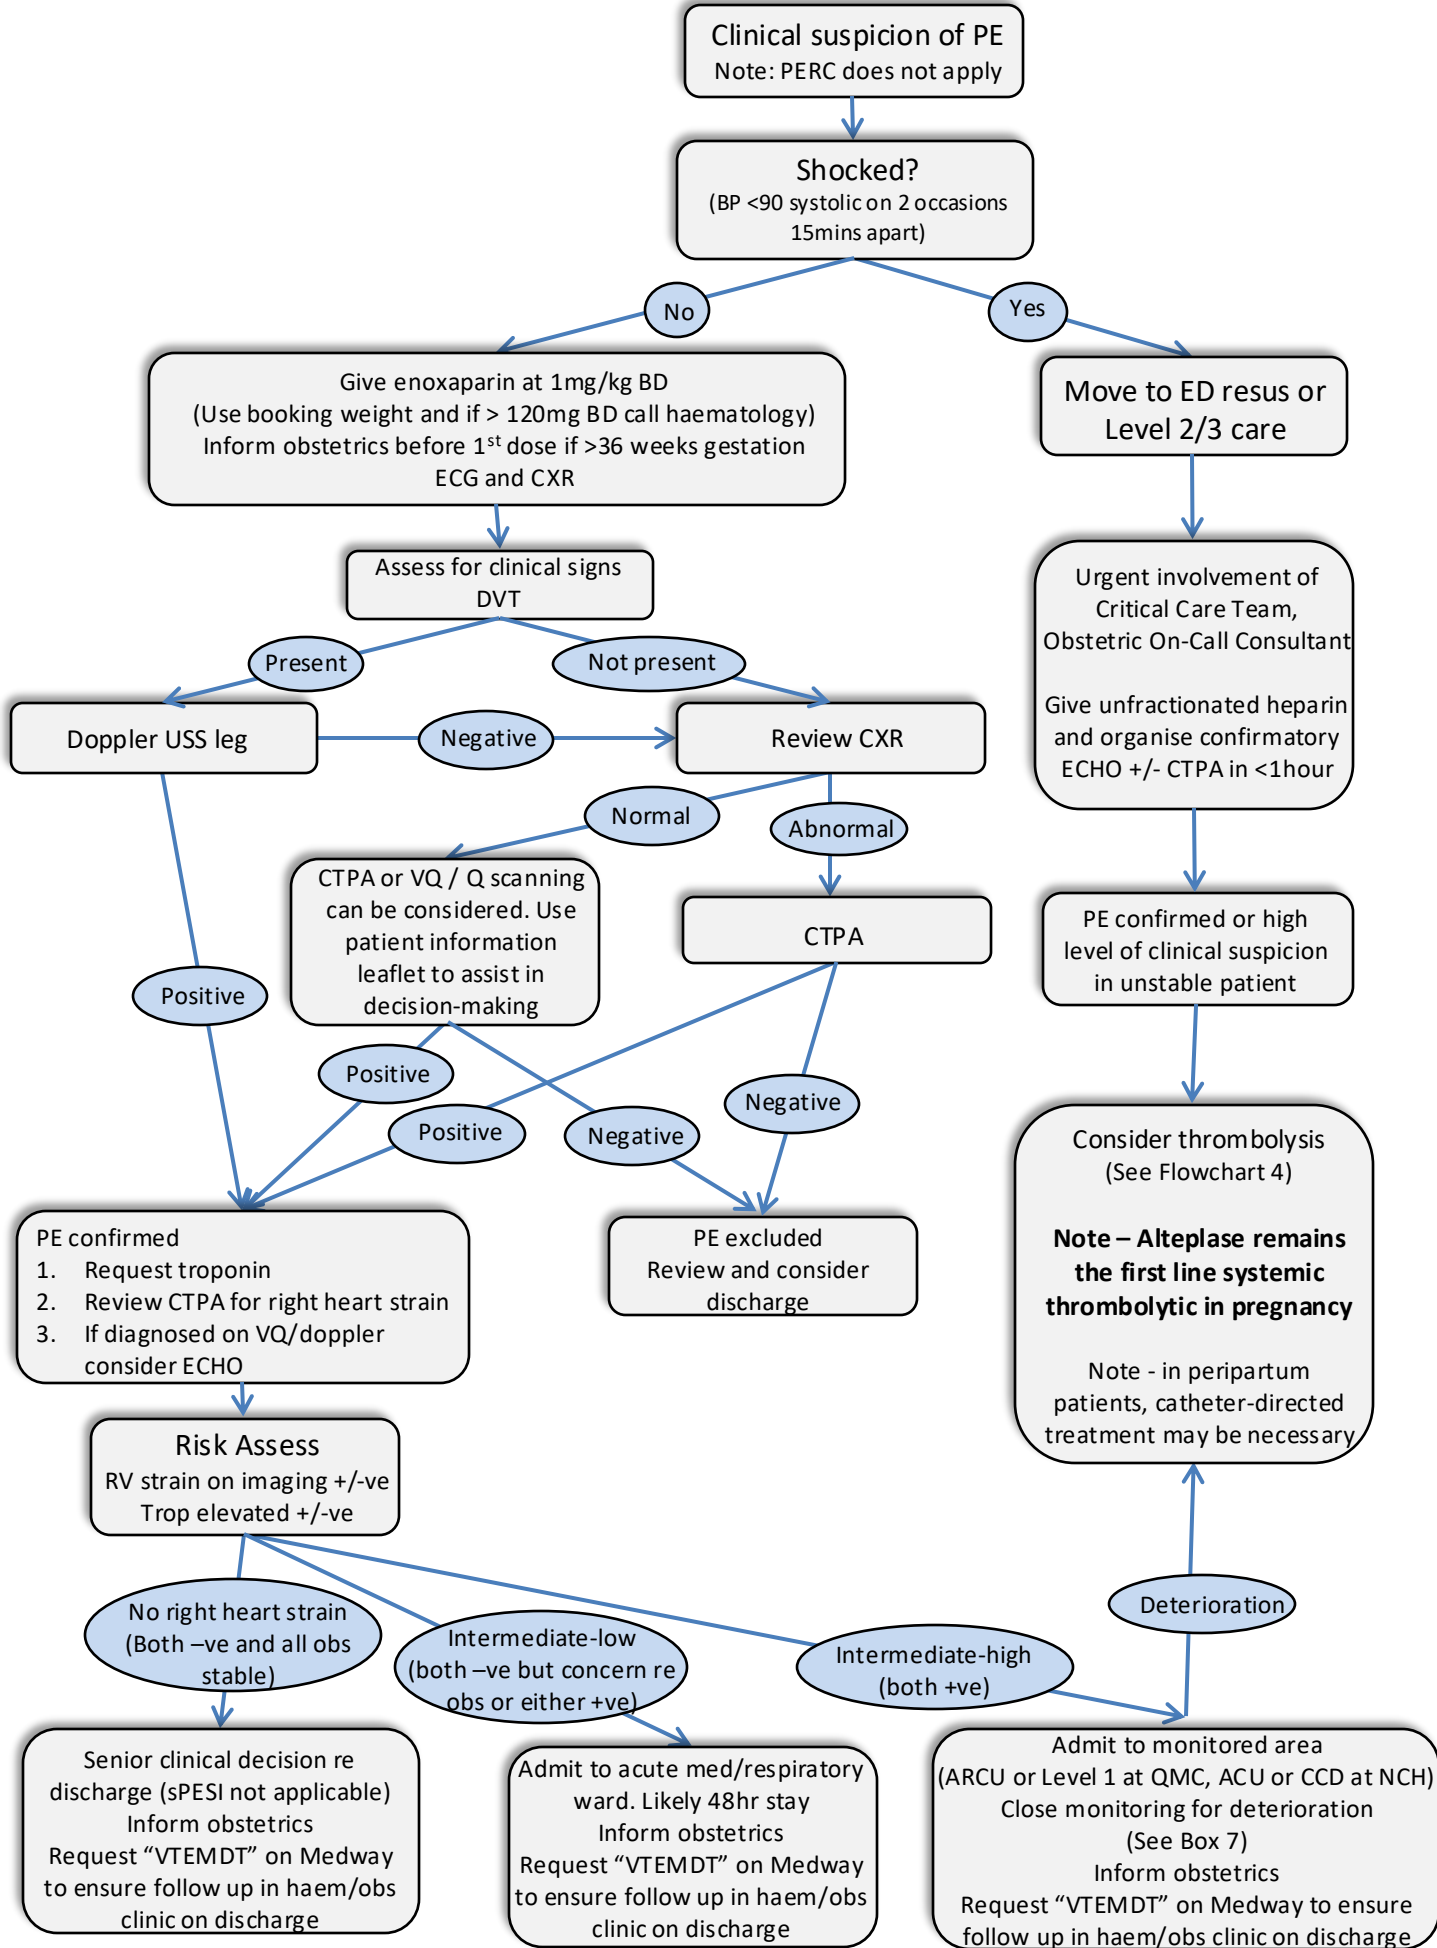 Clinical suspicion of PE
Note: PERC does not apply
Shocked?
(BP <90 systolic on 2 occasions
15mins apart)
No
Yes
Give enoxaparin at 1mg/kg BD
(Use booking weight and if > 120mg BD call haematology)
Inform obstetrics before 1st dose if >36 weeks gestation
ECG and CXR
Move to ED resus or
Level 2/3 care
Assess for clinical signs
DVT
Urgent involvement of
Critical Care Team,
Obstetric On-Call Consultant
Give unfractionated heparin
and organise confirmatory
ECHO +/- CTPA in <1hour
Present
Not present
Doppler USS leg
Negative
Review CXR
Normal
Abnormal
CTPA or VQ / Q scanning
can be considered. Use
patient information
leaflet to assist in
decision-making
CTPA
PE confirmed or high
level of clinical suspicion
in unstable patient
Positive
Positive
Positive
Negative
Negative
Consider thrombolysis
(See Flowchart 4)
Note – Alteplase remains
the first line systemic
thrombolytic in pregnancy
Note - in peripartum
patients, catheter-directed
treatment may be necessary
PE confirmed
1. Request troponin
2. Review CTPA for right heart strain
3. If diagnosed on VQ/doppler
consider ECHO
PE excluded
Review and consider
discharge
Risk Assess
RV strain on imaging +/-ve
Trop elevated +/-ve
No right heart strain
(Both –ve and all obs
stable)
Intermediate-low
(both –ve but concern re
obs or either +ve)
Intermediate-high
(both +ve)
Deterioration
Senior clinical decision re
discharge (sPESI not applicable)
Inform obstetrics
Request “VTEMDT” on Medway
to ensure follow up in haem/obs
clinic on discharge
Admit to acute med/respiratory
ward. Likely 48hr stay
Inform obstetrics
Request “VTEMDT” on Medway
to ensure follow up in haem/obs
clinic on discharge
Admit to monitored area
(ARCU or Level 1 at QMC, ACU or CCD at NCH)
Close monitoring for deterioration
(See Box 7)
Inform obstetrics
Request “VTEMDT” on Medway to ensure
follow up in haem/obs clinic on discharge